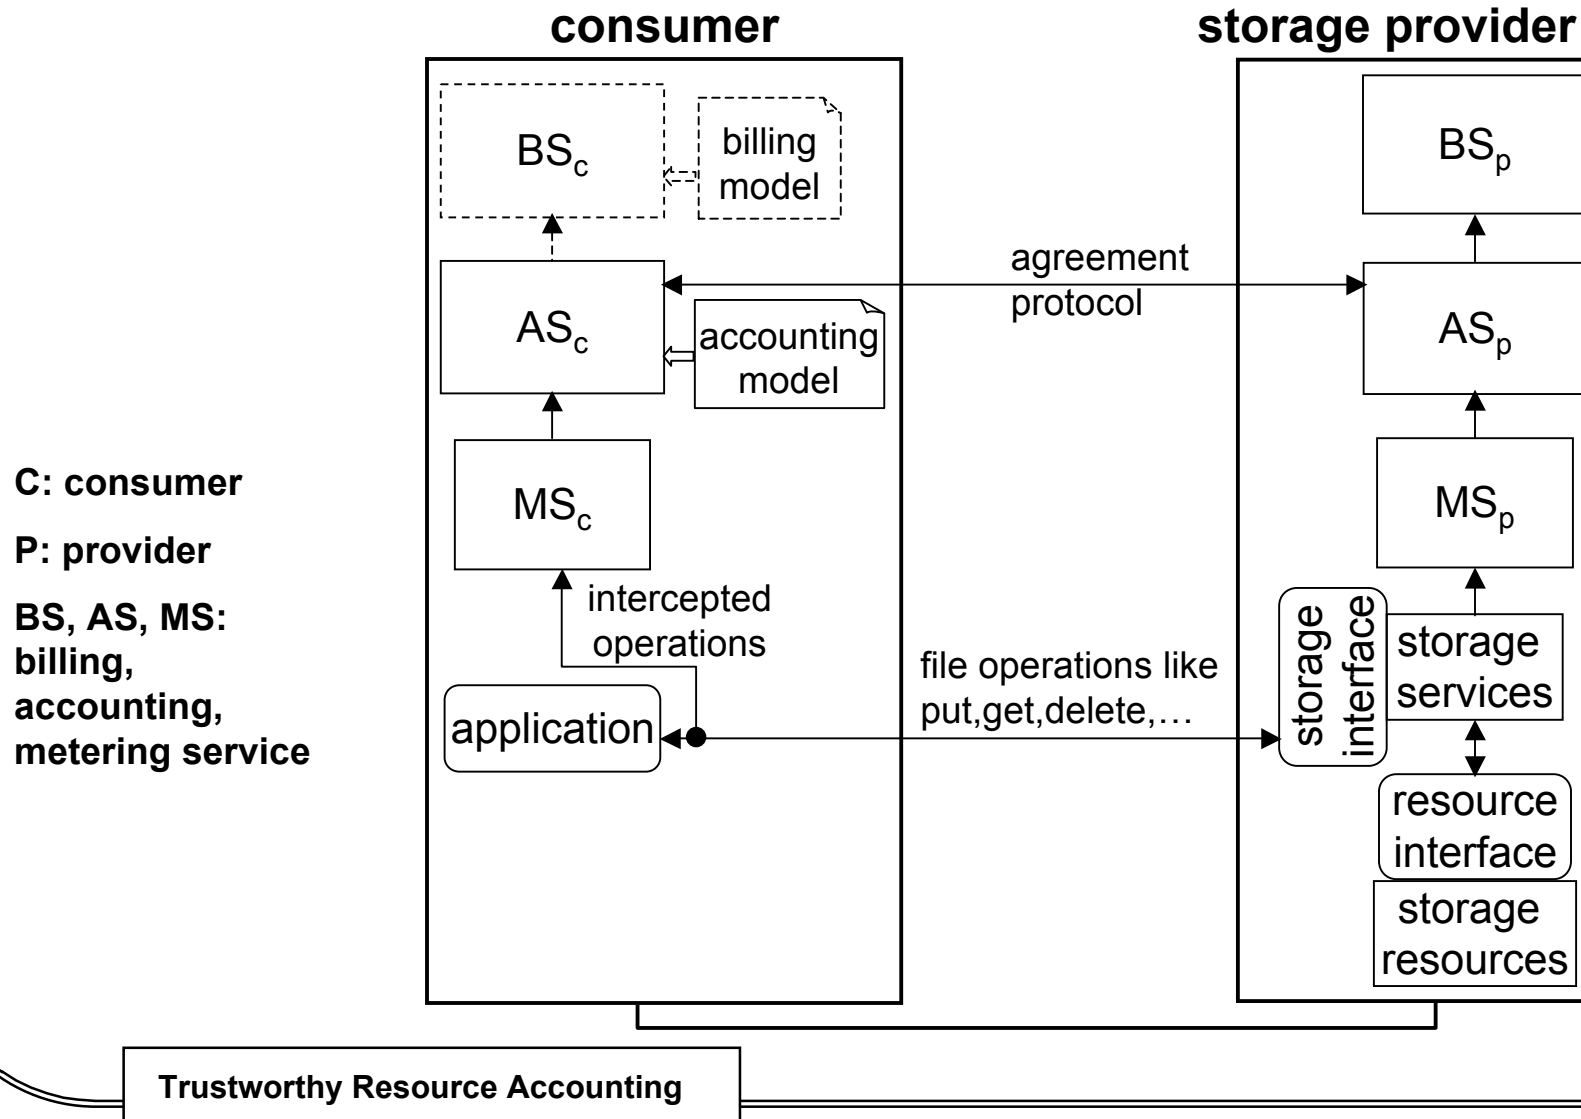 consumer
storage provider
BSc
billing
model
BSp
agreement
protocol
ASc
accounting
model
ASp
C: consumer
P: provider
BS, AS, MS:
billing,
accounting,
metering service
MSc
MSp
intercepted
operations
application
file operations like
put,get,delete,…
storage
interface
storage
services
resource
interface
storage
resources
Trustworthy Resource Accounting